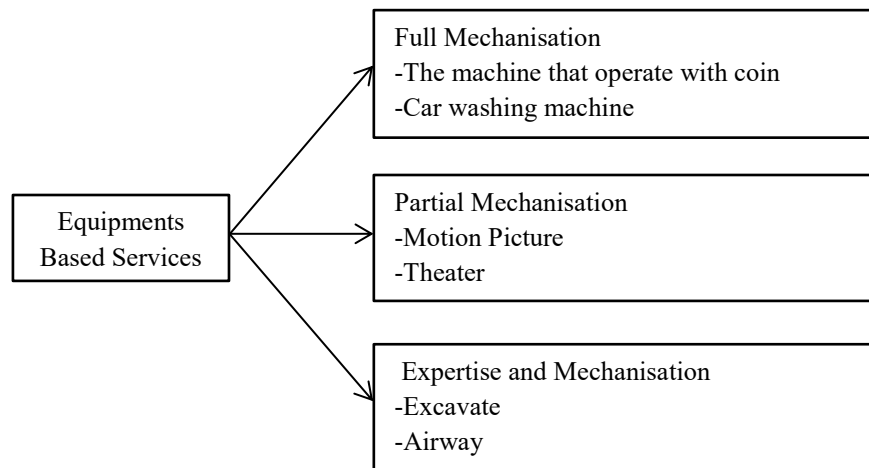 Full Mechanisation
-The machine that operate with coin
-Car washing machine
Equipments
Based Services
Partial Mechanisation
-Motion Picture
-Theater
Expertise and Mechanisation
-Excavate
-Airway